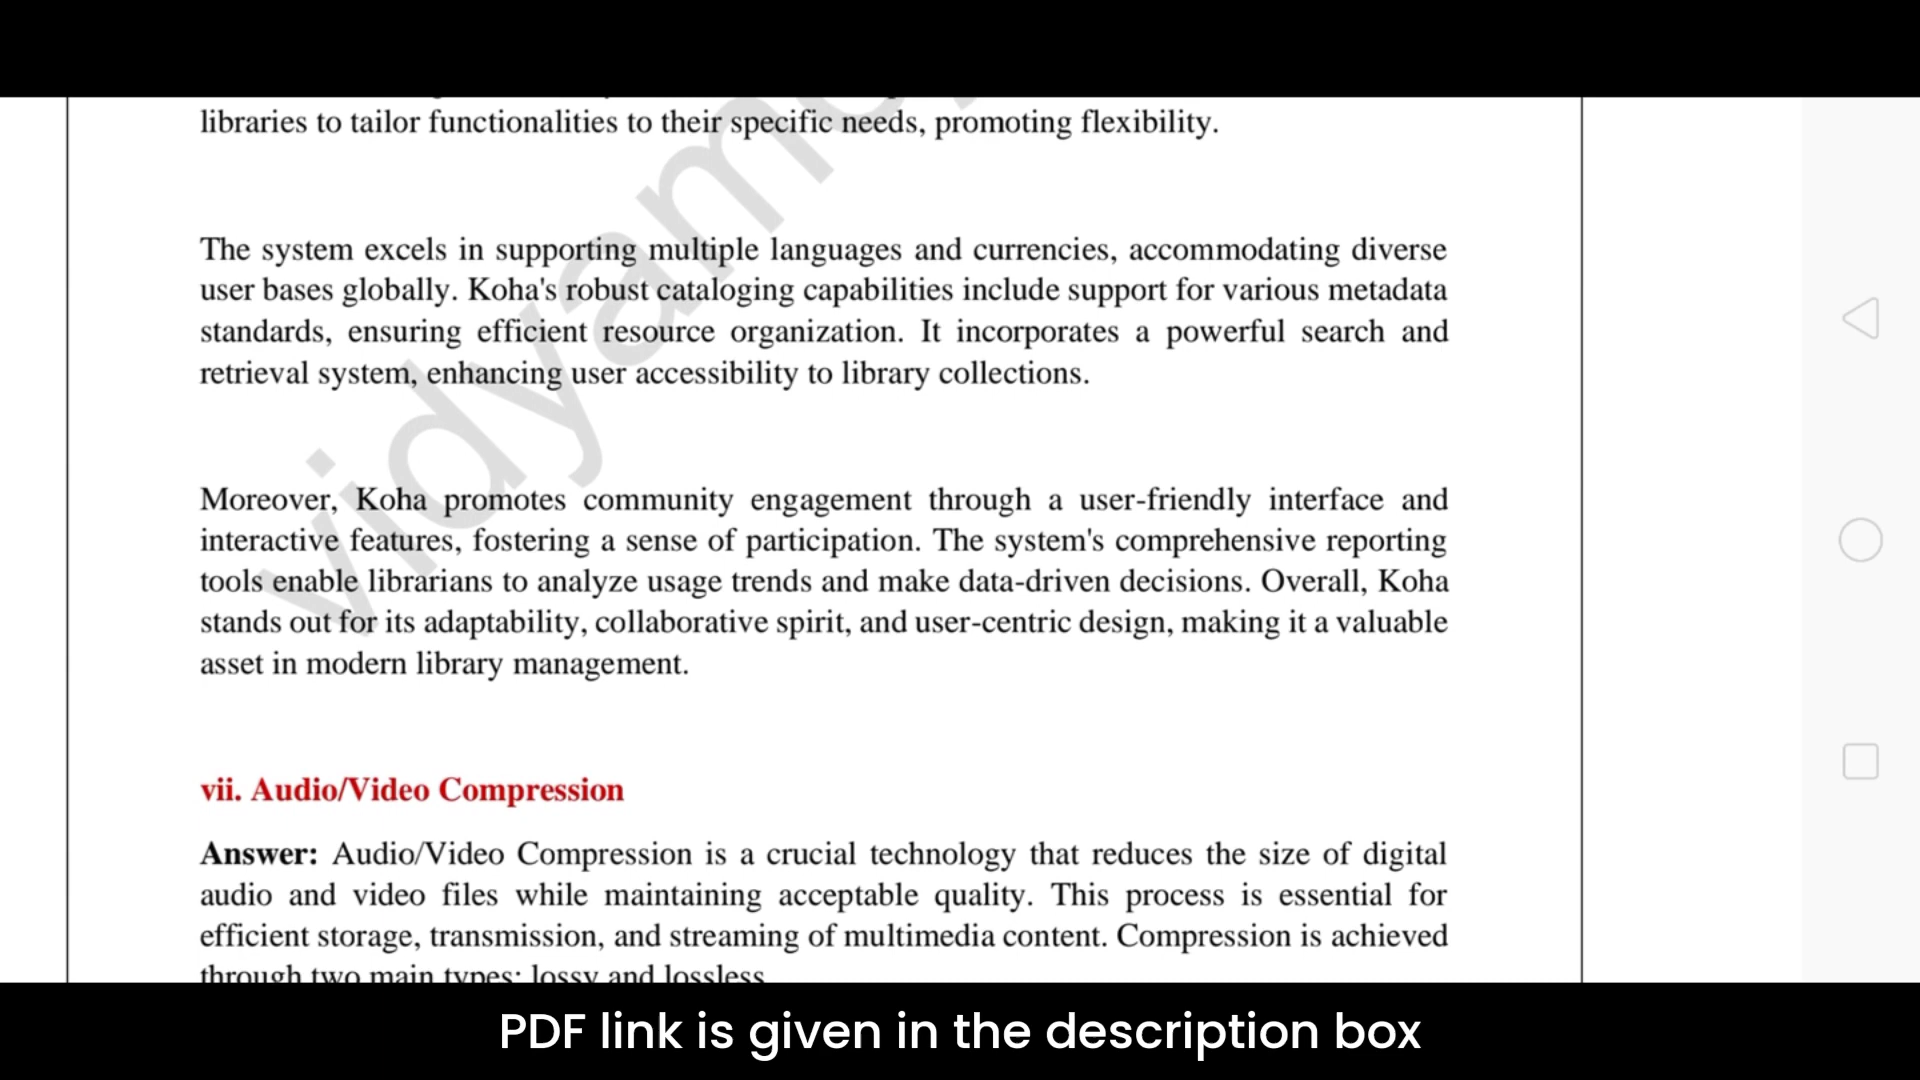 libraries to tailor functionalities to their specific needs, promoting flexibility.
The system excels in supporting multiple languages and currencies, accommodating diverse
user bases globally. Koha's robust cataloging capabilities include support for various metadata
standards, ensuring efficient resource organization. It incorporates a powerful search and
retrieval system, enhancing user accessibility to library collections.
Moreover, Koha promotes community engagement through a user-friendly interface and
interactive features, fostering a sense of participation. The system's comprehensive reporting
tools enable librarians to analyze usage trends and make data-driven decisions. Overall, Koha
stands out for its adaptability, collaborative spirit, and user-centric design, making it a valuable
asset in modern library management.
vii. Audio/Video Compression
Answer: Audio/Video Compression is a crucial technology that reduces the size of digital
audio and video files while maintaining acceptable quality. This process is essential for
efficient storage, transmission, and streaming of multimedia content. Compression is achieved
through two main types: lossy and lossless
PDF link is given in the description box